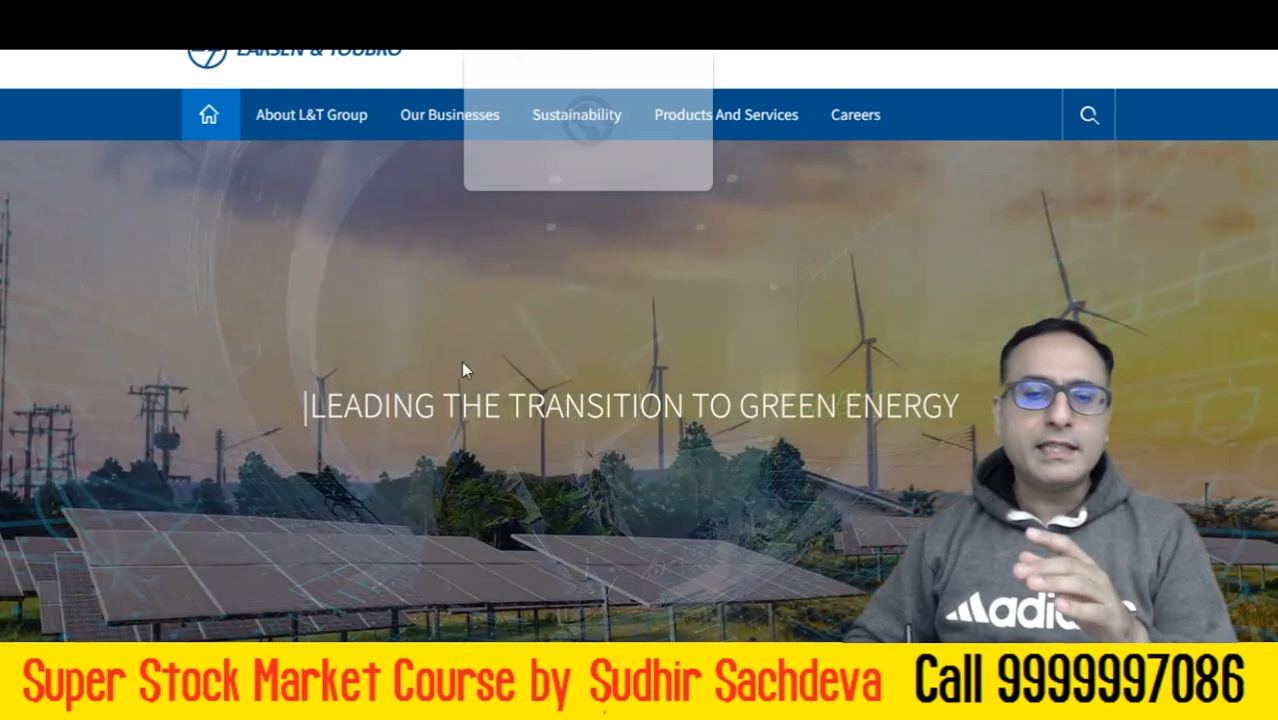 LARSEN & TOUBRO
About L&T Group Our Businesses Sustainability Products And Services Careers
LEADING THE TRANSITION TO GREEN ENERGY
adidas
Super Stock Market Course by Sudhir Sachdeva Call 9999997086